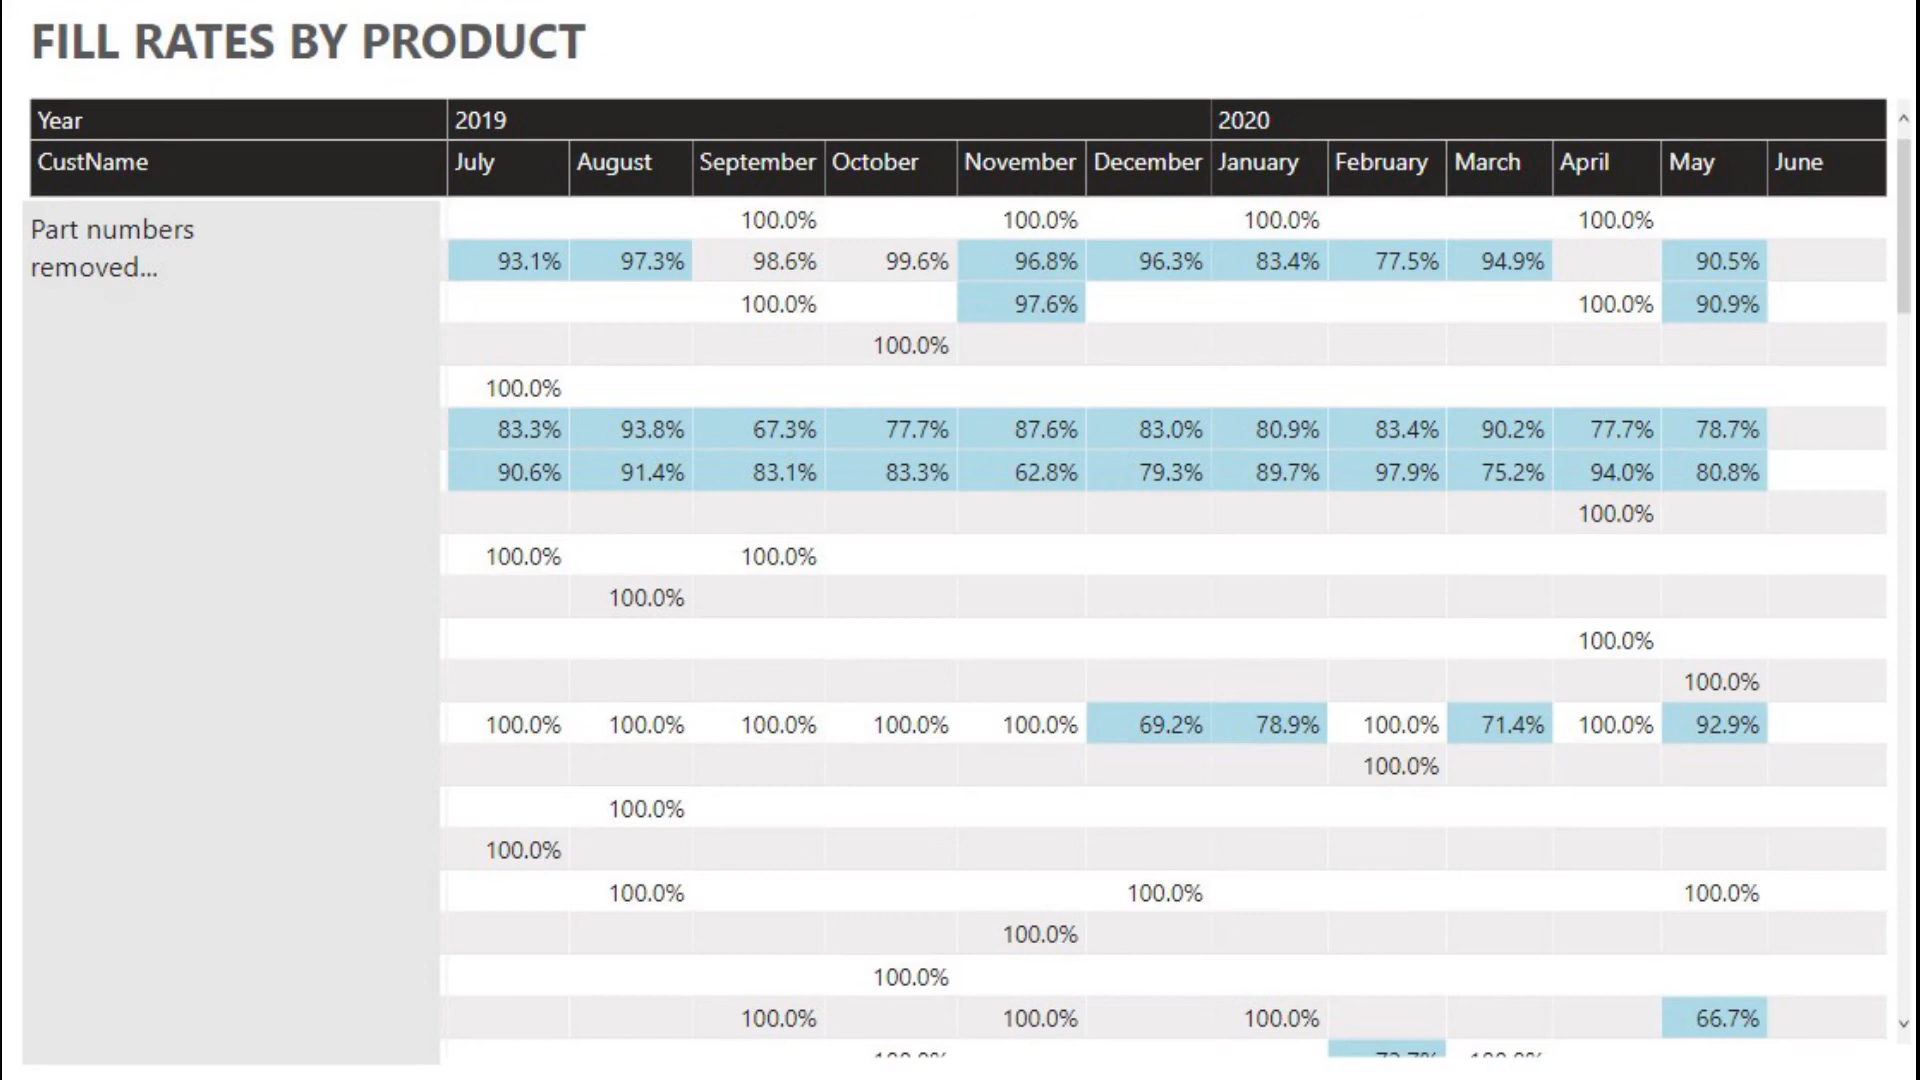 FILL RATES BY PRODUCT
Year 2019 2020
CustName July August September October November December January February March April May June
Part numbers
removed...
100.0% 100.0% 100.0% 100.0%
93.1% 97.3% 98.6% 99.6% 96.8% 96.3% 83.4% 77.5% 94.9% 90.5%
100.0% 97.6% 100.0% 90.9%
100.0%
100.0%
83.3% 93.8% 67.3% 77.7% 87.6% 83.0% 80.9% 83.4% 90.2% 77.7% 78.7%
90.6% 91.4% 83.1% 83.3% 62.8% 79.3% 89.7% 97.9% 75.2% 94.0% 80.8%
100.0%
100.0% 100.0%
100.0%
100.0%
100.0%
100.0% 100.0% 100.0% 100.0% 100.0% 69.2% 78.9% 100.0% 71.4% 100.0% 92.9%
100.0%
100.0%
100.0%
100.0% 100.0% 100.0%
100.0%
100.0%
100.0% 100.0% 100.0% 66.7%